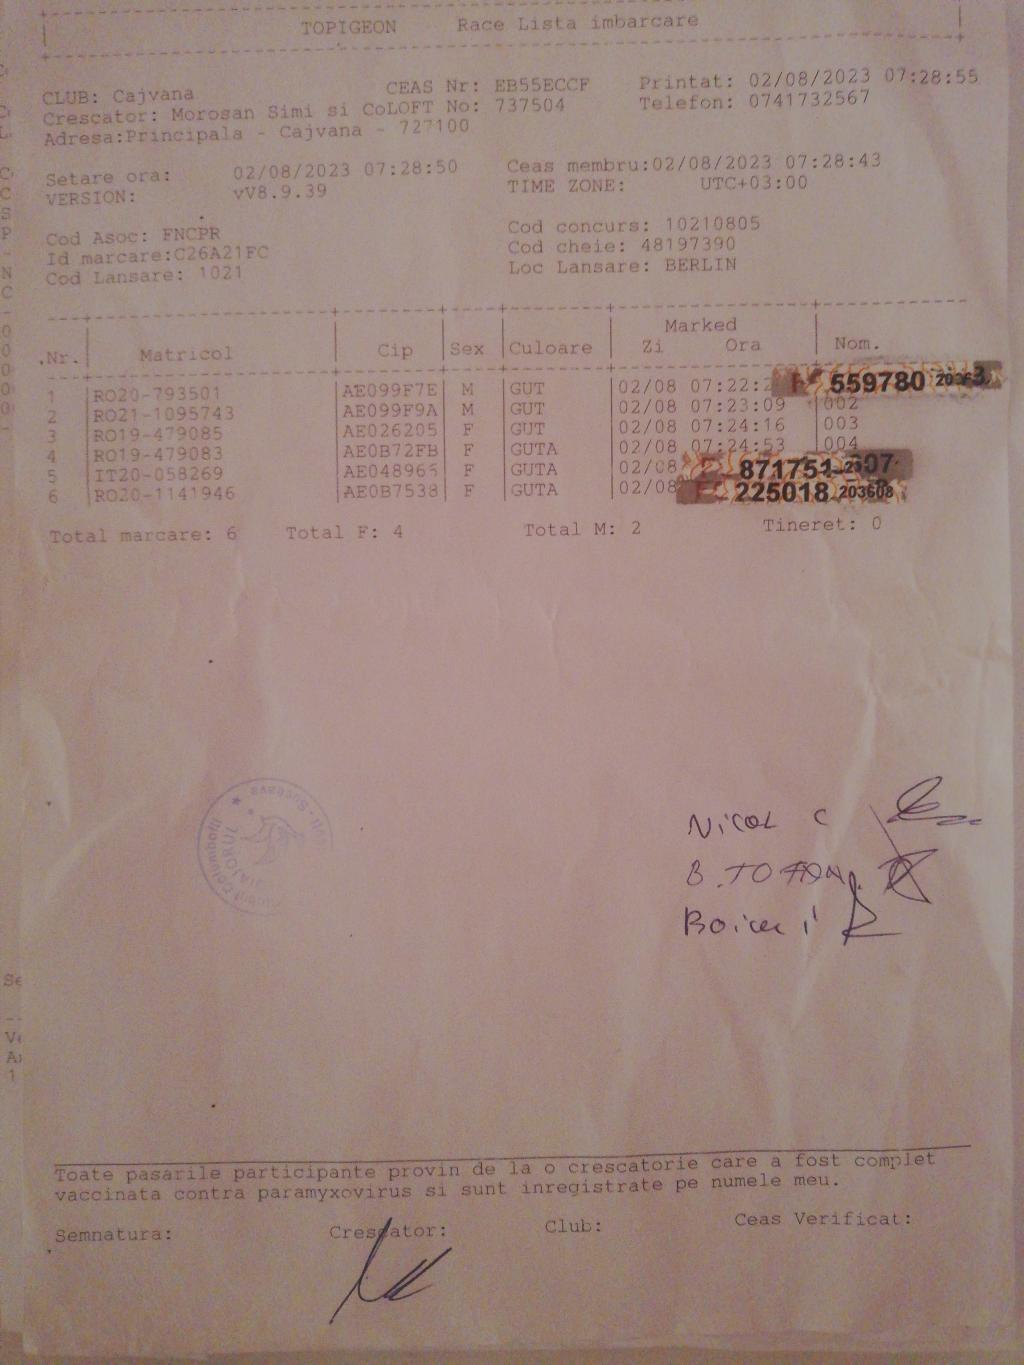 TOPIGEON Race Lista imbarcare
CLUB: Cajvana CEAS Nr: EB55ECCF Printat: 02/08/2023 07:28:55
Crescator: Morosan Simi si CoLOFT No: 737504 Telefon: 0741732567
Adresa:Principala - Cajvana - 727100
Setare ora: 02/08/2023 07:28:50 Ceas membru:02/08/2023 07:28:43
VERSION: vV8.9.39 TIME ZONE: UTC+03:00
Cod Asoc: FNCPR Cod concurs: 10210805
Id marcare:C26A21FC Cod cheie: 48197390
Cod Lansare: 1021 Loc Lansare: BERLIN
Marked
Nr. Matricol Cip Sex Culoare Zi Ora Nom.
1 RO20-793501 AE099F7E M GUT 02/08 07:22: 559780
2 RO21-1095743 AE099F9A M GUT 02/08 07:23:09 002
3 RO19-479085 AE026205 F GUT 02/08 07:24:16 003
4 RO19-479083 AE0B72FB F GUTA 02/08 07:24:53 004
5 IT20-058269 AE048965 F GUTA 02/08 871751
6 RO20-1141946 AE0B7538 F GUTA 02/08 225018 203608
Total marcare: 6 Total F: 4 Total M: 2 Tineret: 0
Suceava
Toate pasarile participante provin de la o crescatorie care a fost complet
vaccinata contra paramyxovirus si sunt inregistrate pe numele meu.
Semnatura: Crescator: Club: Ceas Verificat: